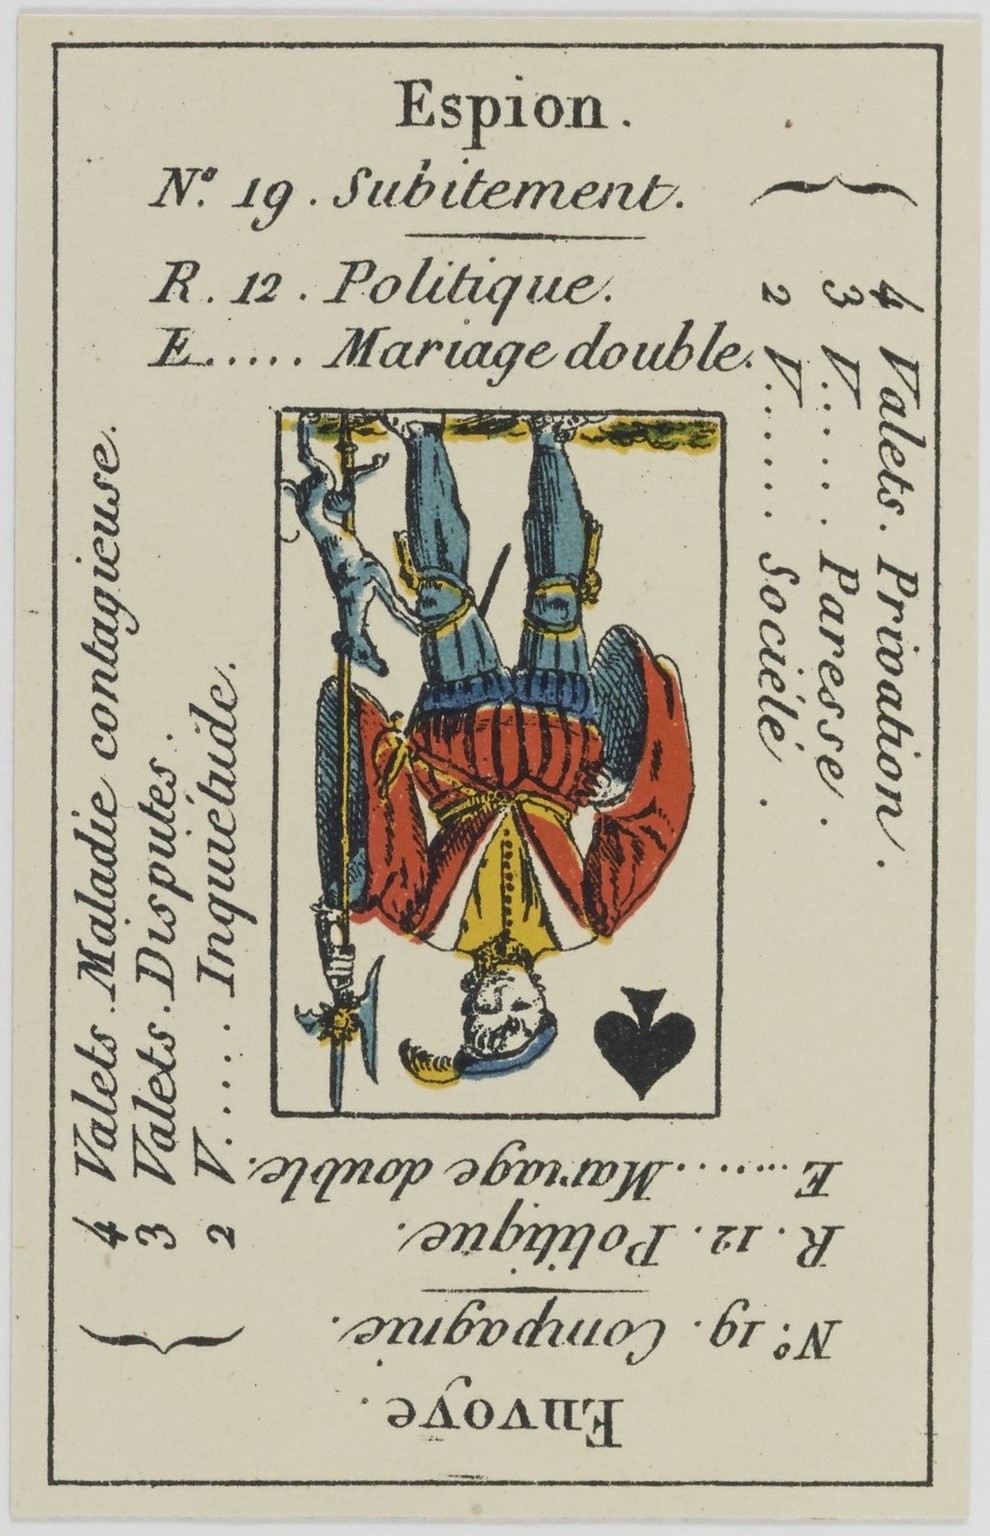 Espion.
N.º 19. Subitement.
R. 12. Politique.
E..... Mariage double.
4 Valets. Privation.
3 V..... Paresse.
2 V...... Société.
4 Valets. Maladie contagieuse.
3 Valets. Disputes.
2 V..... Inquiétude.
Envoye.
N.º 19. Compagnie.
R. 12. Politique.
E...... Mariage double.